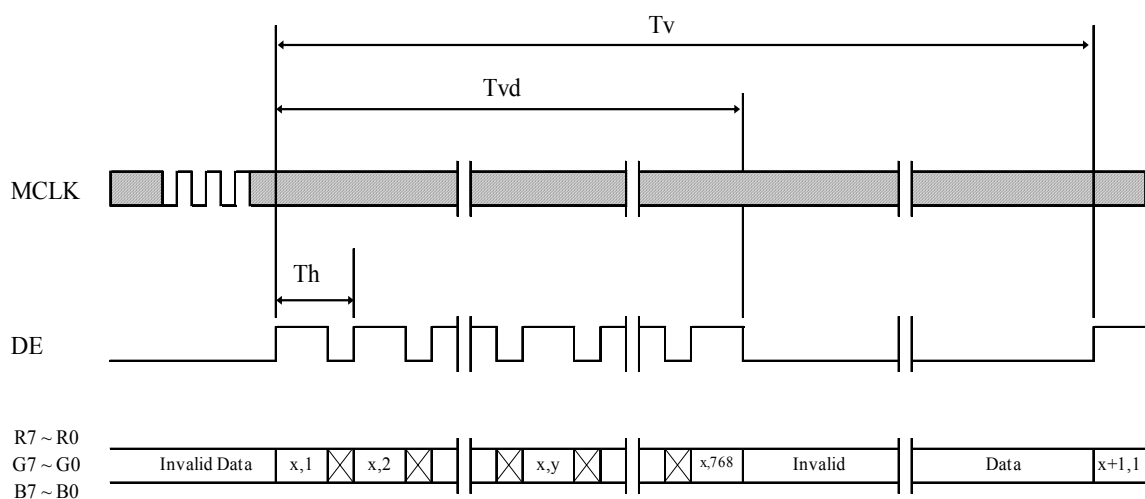 Tv
Tvd
MCLK
Th
DE
R7 ~ R0
G7 ~ G0
B7 ~ B0
Invalid Data
x,1
x,2
x,y
x,768
Invalid
Data
x+1,1